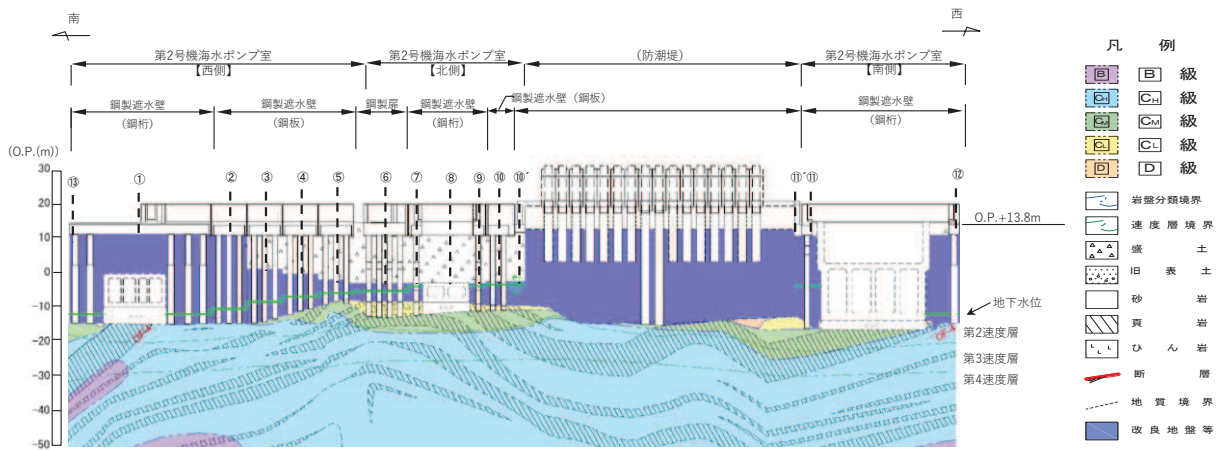 南
西
第2号機海水ポンプ室
【西側】
第2号機海水ポンプ室
【北側】
(防潮堤)
第2号機海水ポンプ室
【南側】
鋼製遮水壁
(鋼桁)
鋼製遮水壁
(鋼板)
鋼製扉
鋼製遮水壁
(鋼桁)
鋼製遮水壁(鋼板)
鋼製遮水壁
(鋼桁)
(O.P.(m))
30
20
10
0
-10
-20
-30
-40
-50
⑬ ① ② ③ ④ ⑤ ⑥ ⑦ ⑧ ⑨ ⑩ ⑩´ ⑪´ ⑪ ⑫
O.P.+13.8m
地下水位
第2速度層
第3速度層
第4速度層
凡 例
B B 級
CH CH 級
CM CM 級
CL CL 級
D D 級
岩盤分類境界
速度層境界
盛土
旧表土
砂岩
頁岩
ひん岩
断層
地質境界
改良地盤等